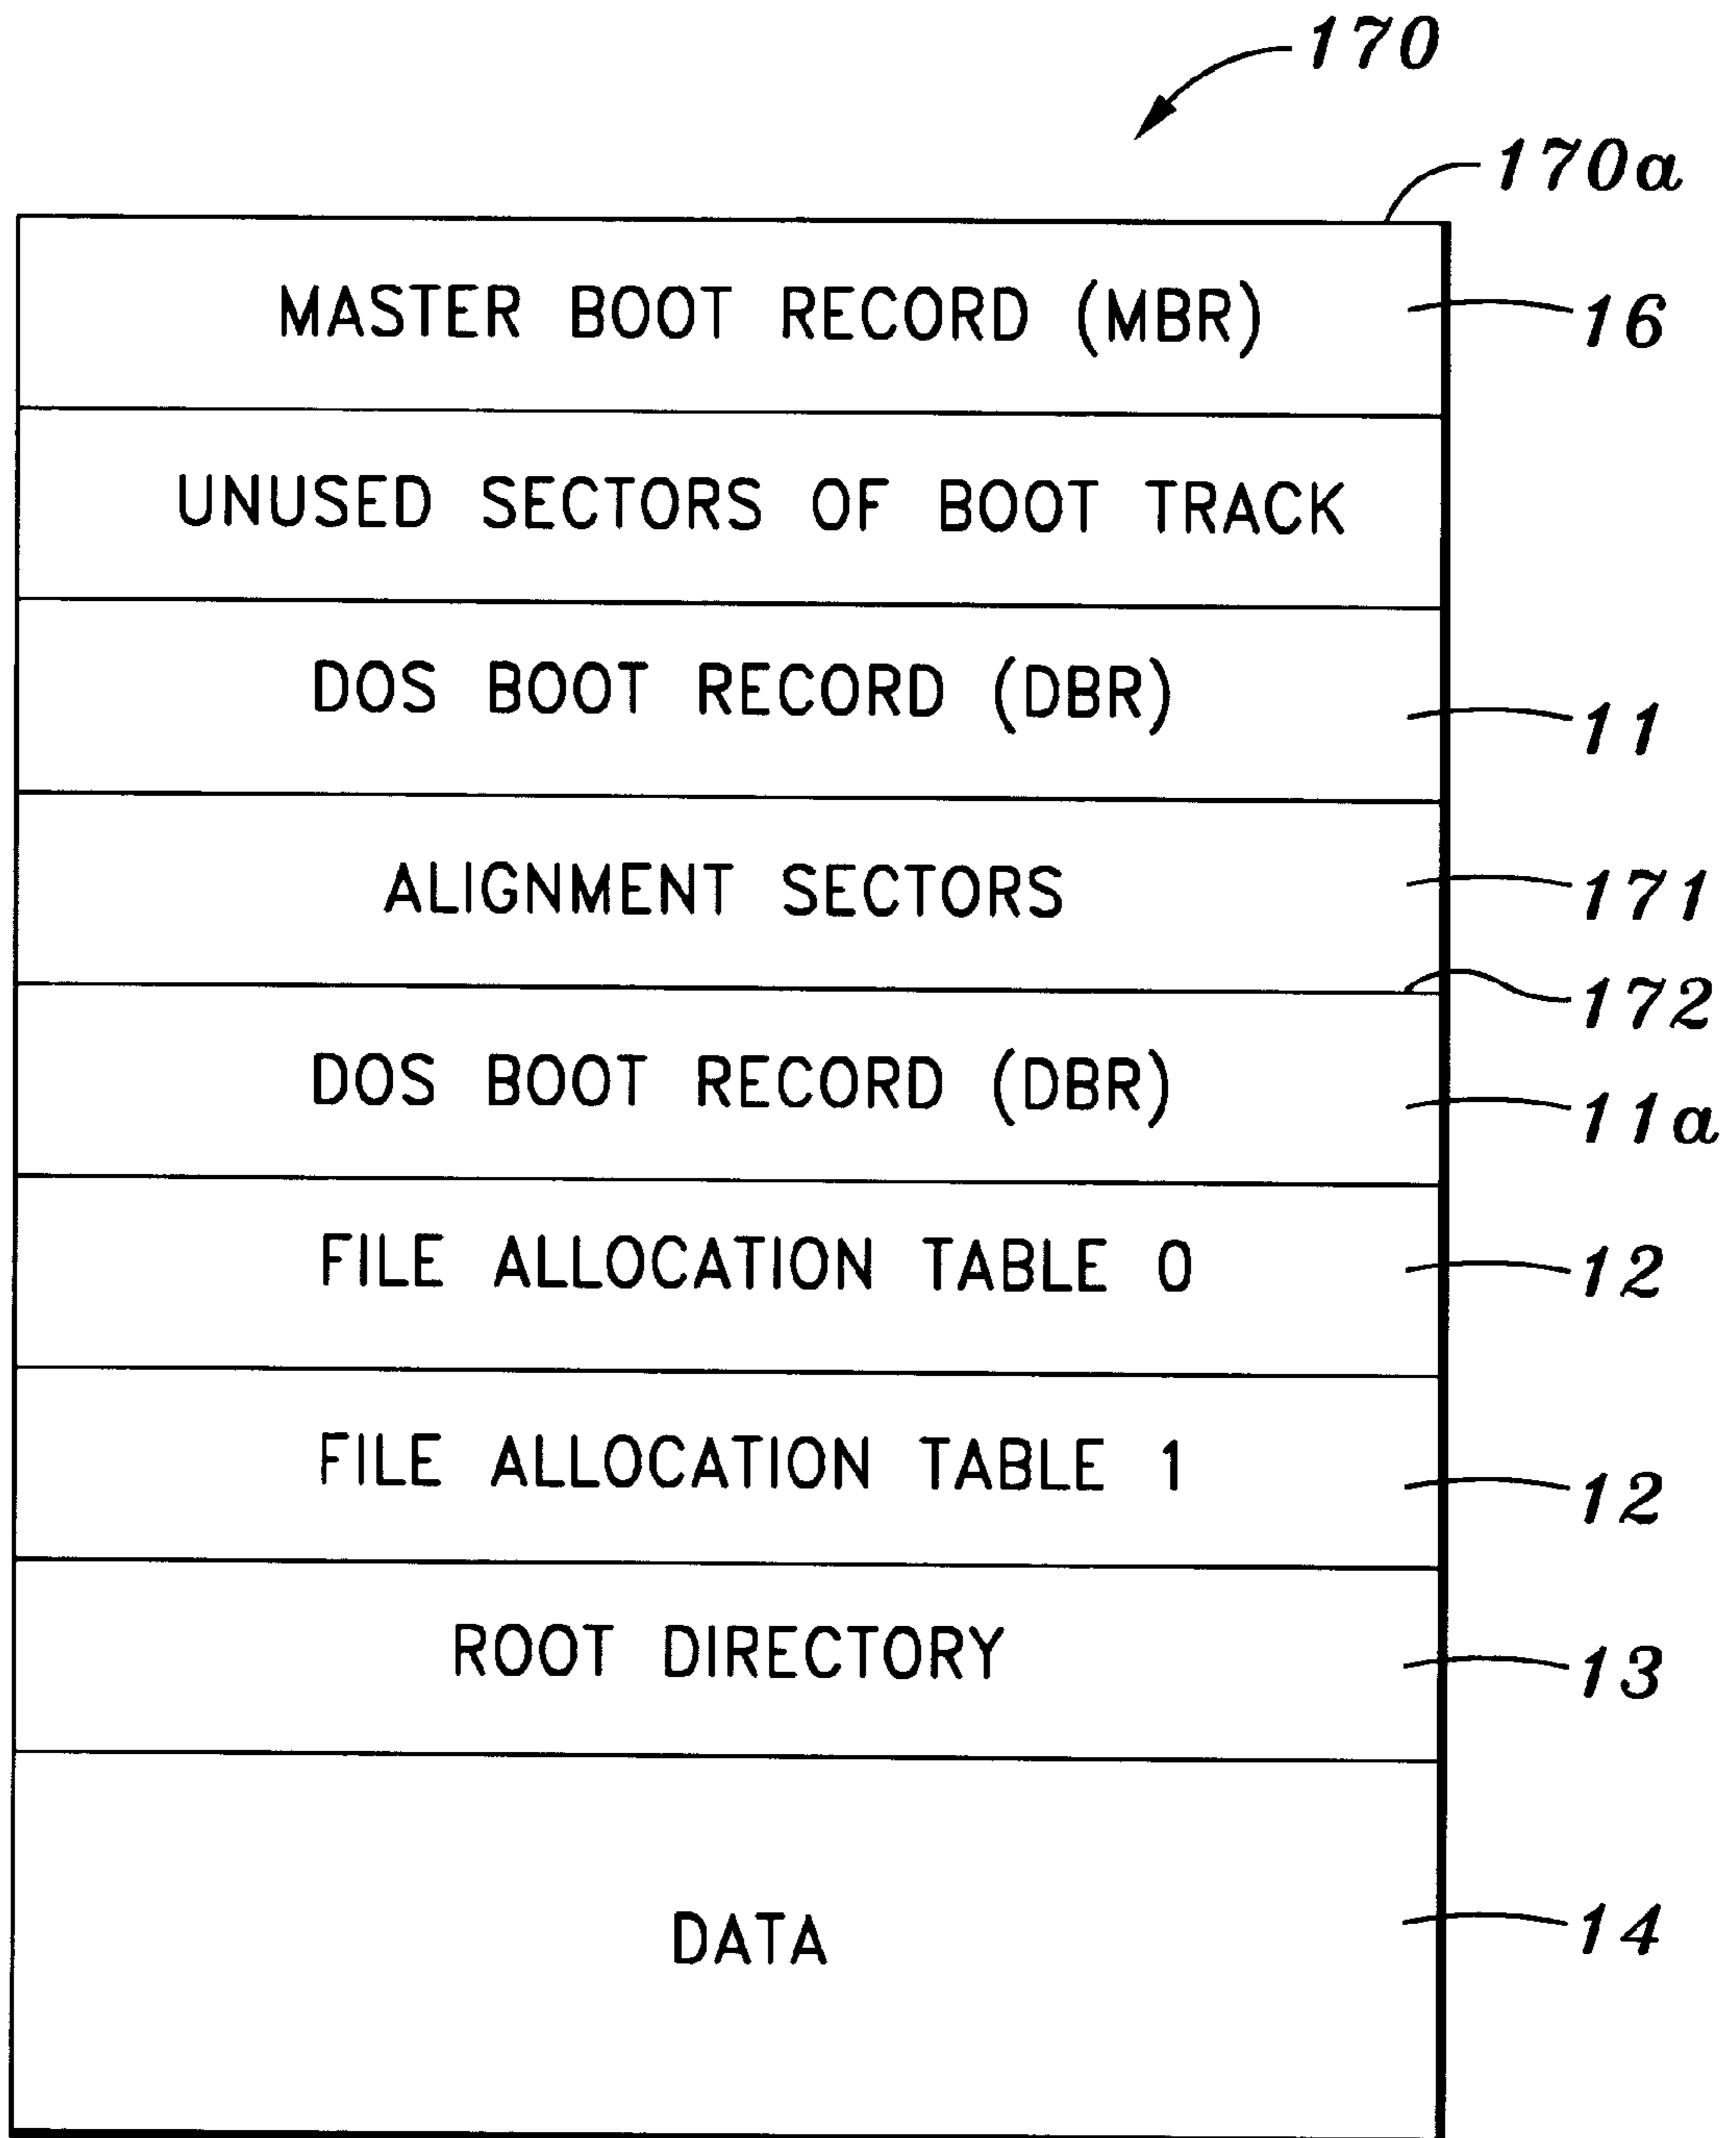 170
170a
MASTER BOOT RECORD (MBR)
16
UNUSED SECTORS OF BOOT TRACK
DOS BOOT RECORD (DBR)
11
ALIGNMENT SECTORS
171
172
DOS BOOT RECORD (DBR)
11a
FILE ALLOCATION TABLE 0
12
FILE ALLOCATION TABLE 1
12
ROOT DIRECTORY
13
DATA
14